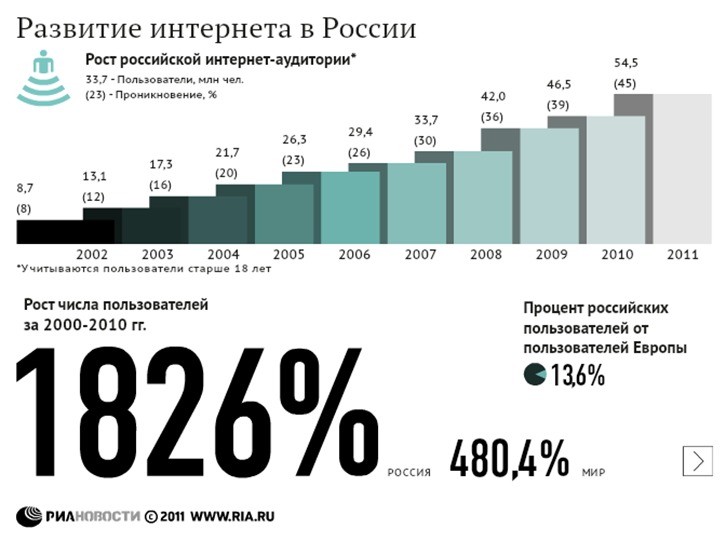 Развитие интернета в России
Рост российской интернет-аудитории*
33,7 - Пользователи, млн чел.
(23) - Проникновение, %
8,7
(8)
13,1
(12)
17,3
(16)
21,7
(20)
26,3
(23)
29,4
(26)
33,7
(30)
42,0
(36)
46,5
(39)
54,5
(45)
2002 2003 2004 2005 2006 2007 2008 2009 2010 2011
*Учитываются пользователи старше 18 лет
Рост числа пользователей
за 2000-2010 гг.
1826% РОССИЯ
480,4% МИР
Процент российских
пользователей от
пользователей Европы
13,6%
РИАНОВОСТИ © 2011 WWW.RIA.RU